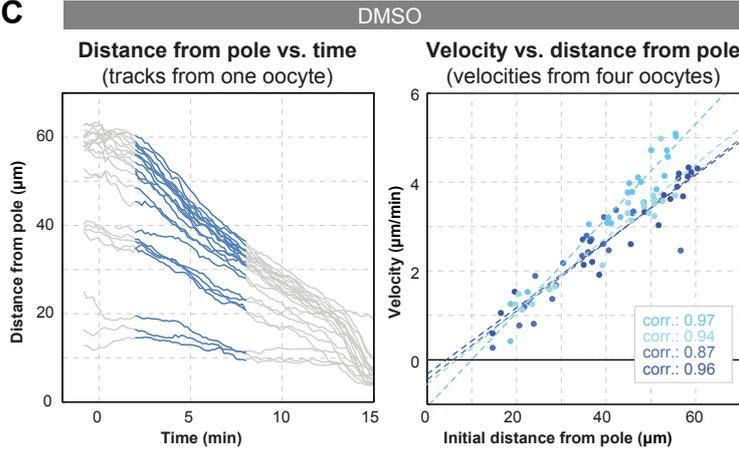 C
DMSO
Distance from pole vs. time
(tracks from one oocyte)
Distance from pole (µm)
60
40
20
0
0
5
10
15
Time (min)
Velocity vs. distance from pole
(velocities from four oocytes)
Velocity (µm/min)
6
4
2
0
0
20
40
60
Initial distance from pole (µm)
corr.: 0.97
corr.: 0.94
corr.: 0.87
corr.: 0.96